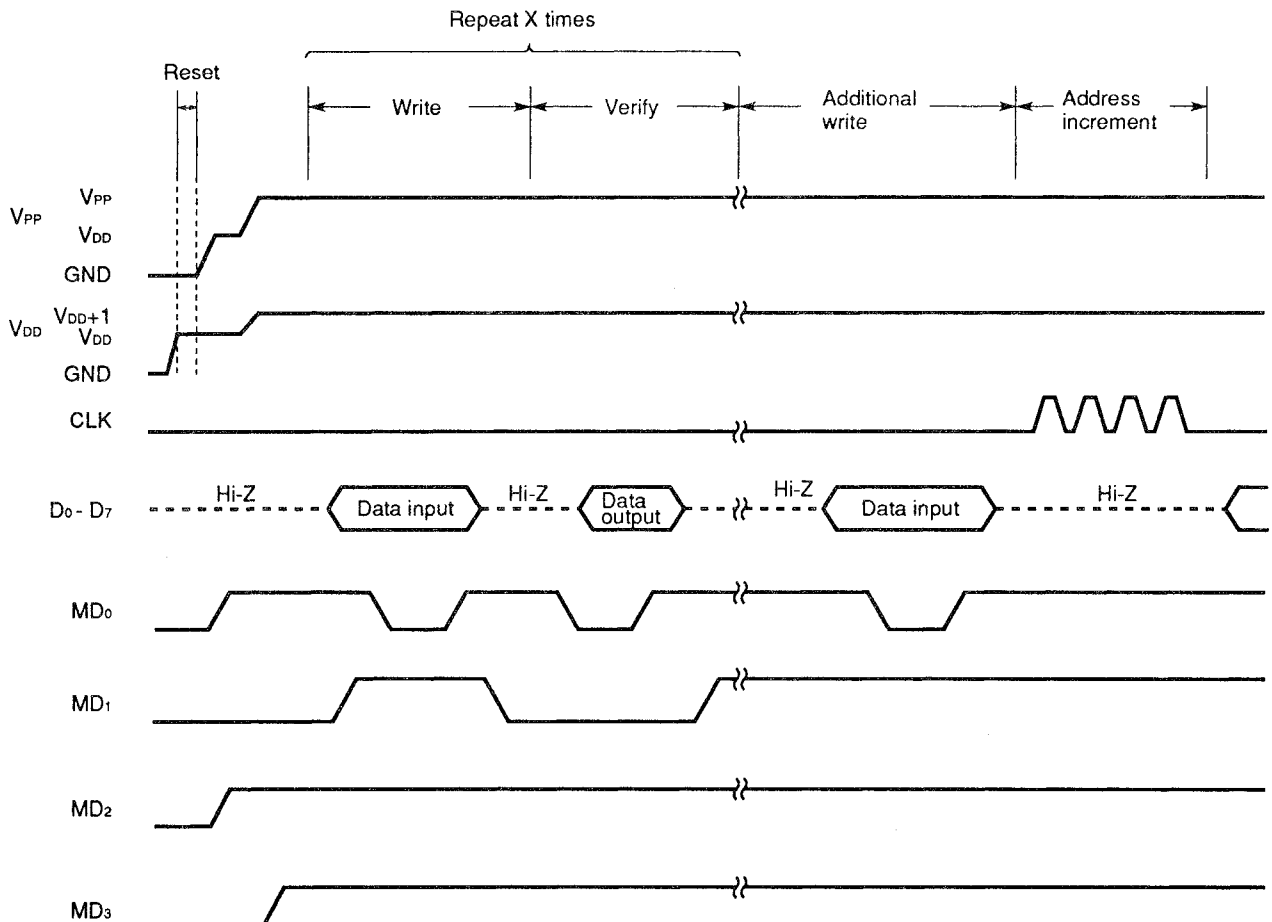 Repeat X times
Reset
Write
Verify
Additional
write
Address
increment
VPP
VPP
VDD
GND
VDD
VDD+1
VDD
GND
CLK
D0 - D7
Hi-Z
Data input
Hi-Z
Data
output
Hi-Z
Data input
Hi-Z
MD0
MD1
MD2
MD3